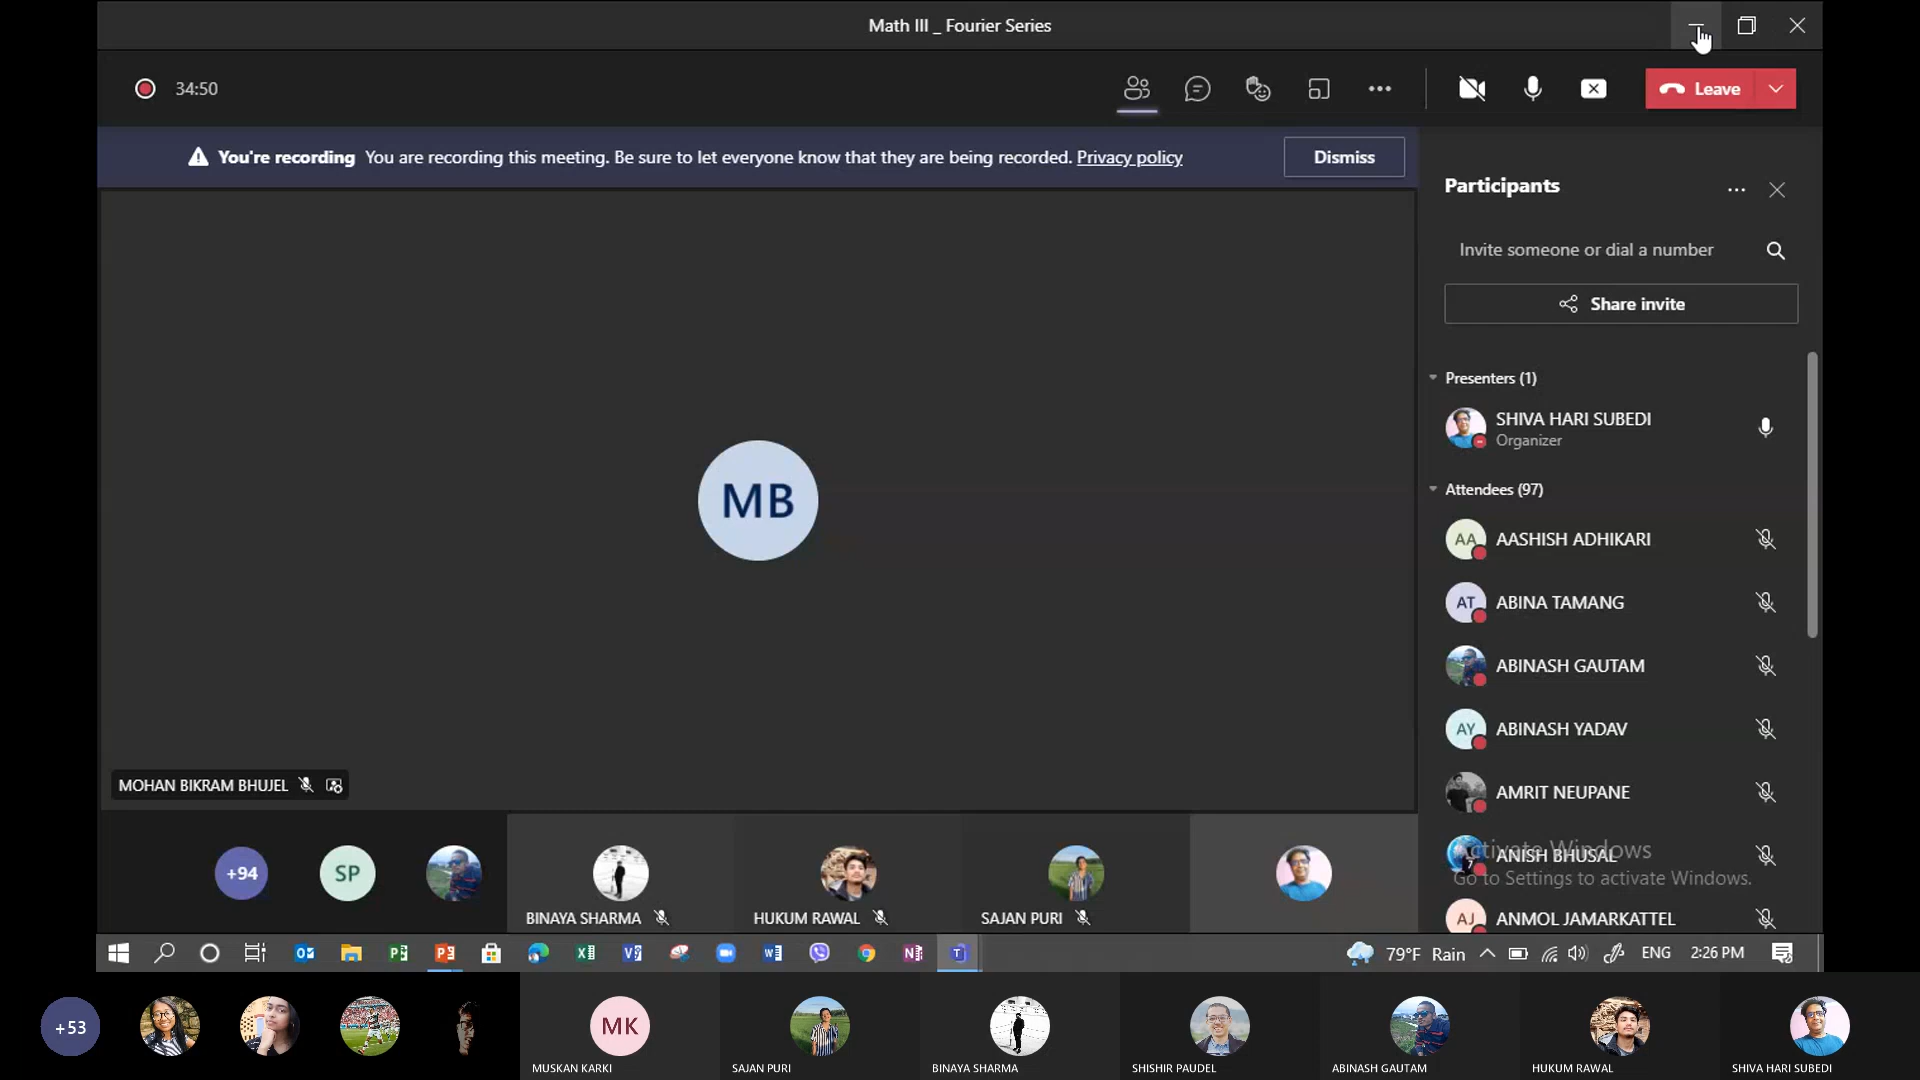 Math III _ Fourier Series
34:50
Leave
You're recording You are recording this meeting. Be sure to let everyone know that they are being recorded. Privacy policy
Dismiss
Participants
Invite someone or dial a number
Share invite
Presenters (1)
SHIVA HARI SUBEDI
Organizer
Attendees (97)
AA AASHISH ADHIKARI
AT ABINA TAMANG
ABINASH GAUTAM
AY ABINASH YADAV
AMRIT NEUPANE
ANISH BHUSAL
Activate Windows
Go to Settings to activate Windows.
AJ ANMOL JAMARKATTEL
MB
MOHAN BIKRAM BHUJEL
+94
SP
BINAYA SHARMA
HUKUM RAWAL
SAJAN PURI
79°F Rain
ENG
2:26 PM
+53
MK
MUSKAN KARKI
SAJAN PURI
BINAYA SHARMA
SHISHIR PAUDEL
ABINASH GAUTAM
HUKUM RAWAL
SHIVA HARI SUBEDI